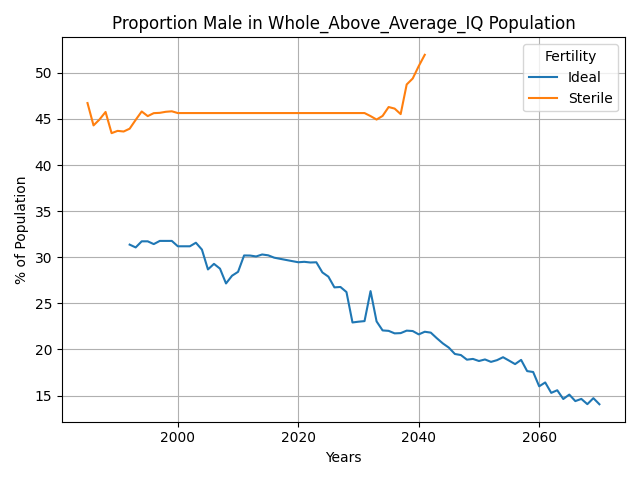 Proportion Male in Whole_Above_Average_IQ Population
Fertility
Ideal
Sterile
50
45
40
35
30
25
20
15
% of Population
2000
2020
2040
2060
Years